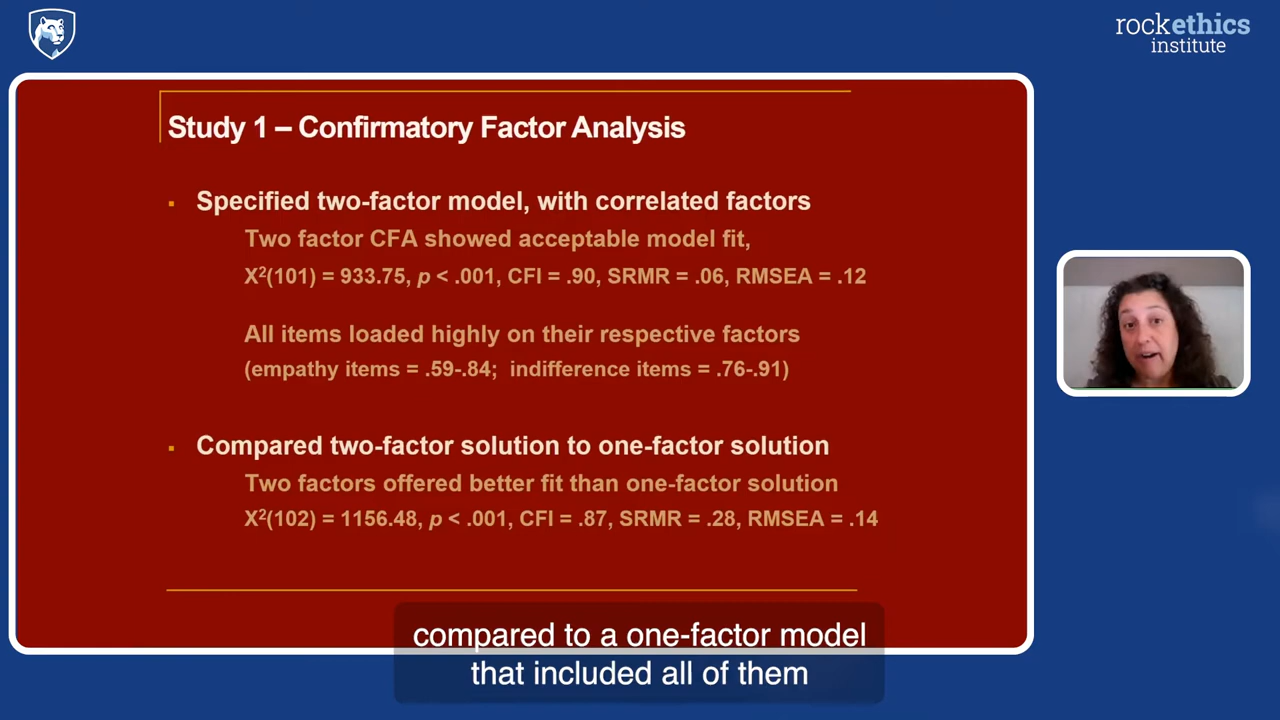 rockethics
institute
Study 1 – Confirmatory Factor Analysis
▪ Specified two-factor model, with correlated factors
Two factor CFA showed acceptable model fit,
X²(101) = 933.75, p < .001, CFI = .90, SRMR = .06, RMSEA = .12
All items loaded highly on their respective factors
(empathy items = .59-.84; indifference items = .76-.91)
▪ Compared two-factor solution to one-factor solution
Two factors offered better fit than one-factor solution
X²(102) = 1156.48, p < .001, CFI = .87, SRMR = .28, RMSEA = .14
compared to a one-factor model
that included all of them